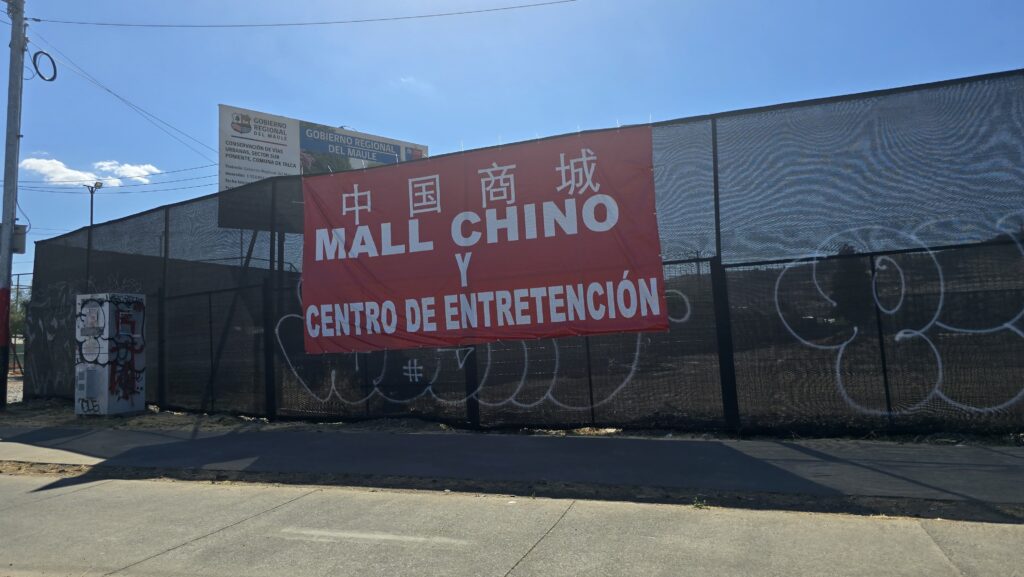 GOBIERNO
REGIONAL
DEL MAULE
CONSERVACIÓN DE VÍAS
URBANAS, SECTOR SUR
PONIENTE, COMUNA DE TALCA
GOBIERNO REGIONAL
DEL MAULE
中国商城
MALL CHINO
Y
CENTRO DE ENTRETENCIÓN
#